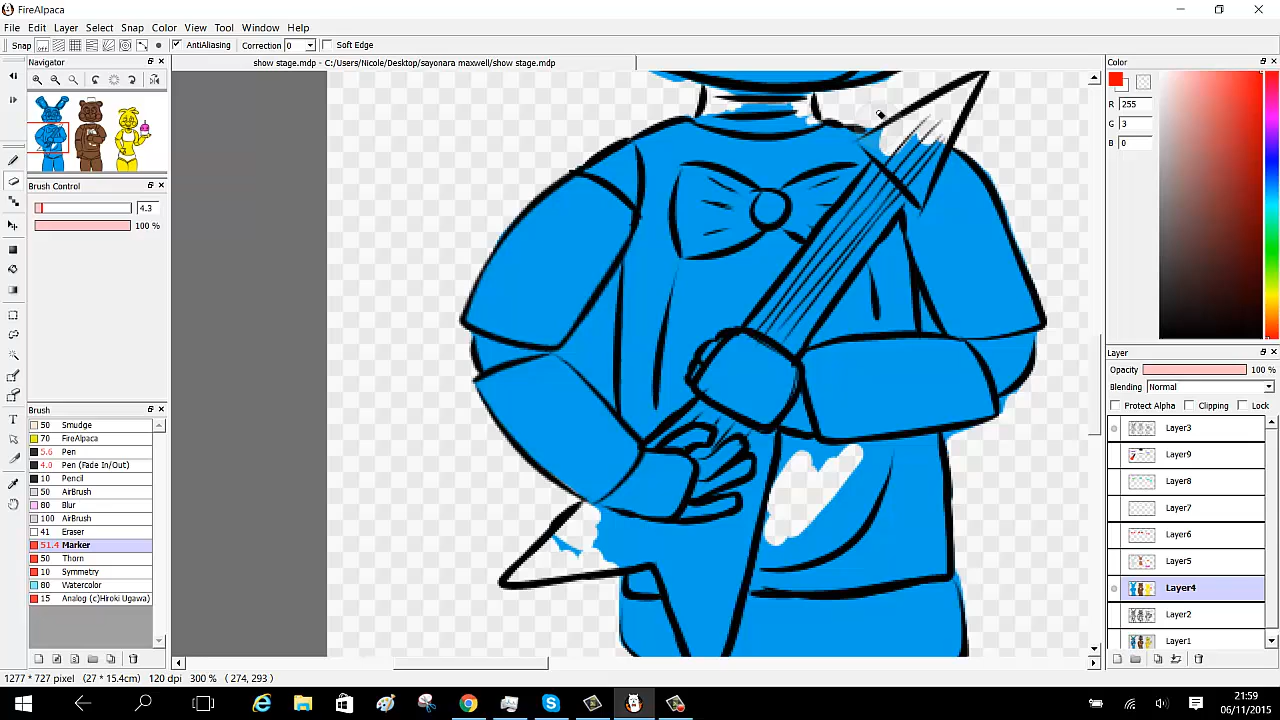 FireAlpaca
File Edit Layer Select Snap Color View Tool Window Help
Snap AntiAliasing Correction 0 Soft Edge
Navigator
show stage.mdp - C:/Users/Nicole/Desktop/sayonara maxwell/show stage.mdp
Color
R 255
G 3
B 0
Brush Control
4.3
100 %
Layer
Opacity 100 %
Blending Normal
Protect Alpha Clipping Lock
Layer3
Layer9
Layer8
Layer7
Layer6
Layer5
Layer4
Layer2
Layer1
Brush
50 Smudge
70 FireAlpaca
5.6 Pen
4.0 Pen (Fade In/Out)
10 Pencil
50 AirBrush
80 Blur
100 AirBrush
41 Eraser
51.4 Marker
50 Thorn
10 Symmetry
80 Watercolor
15 Analog (c)Hiroki Ugawa)
1277 * 727 pixel (27 * 15.4cm) 120 dpi 300 % (274, 293)
21:59
06/11/2015